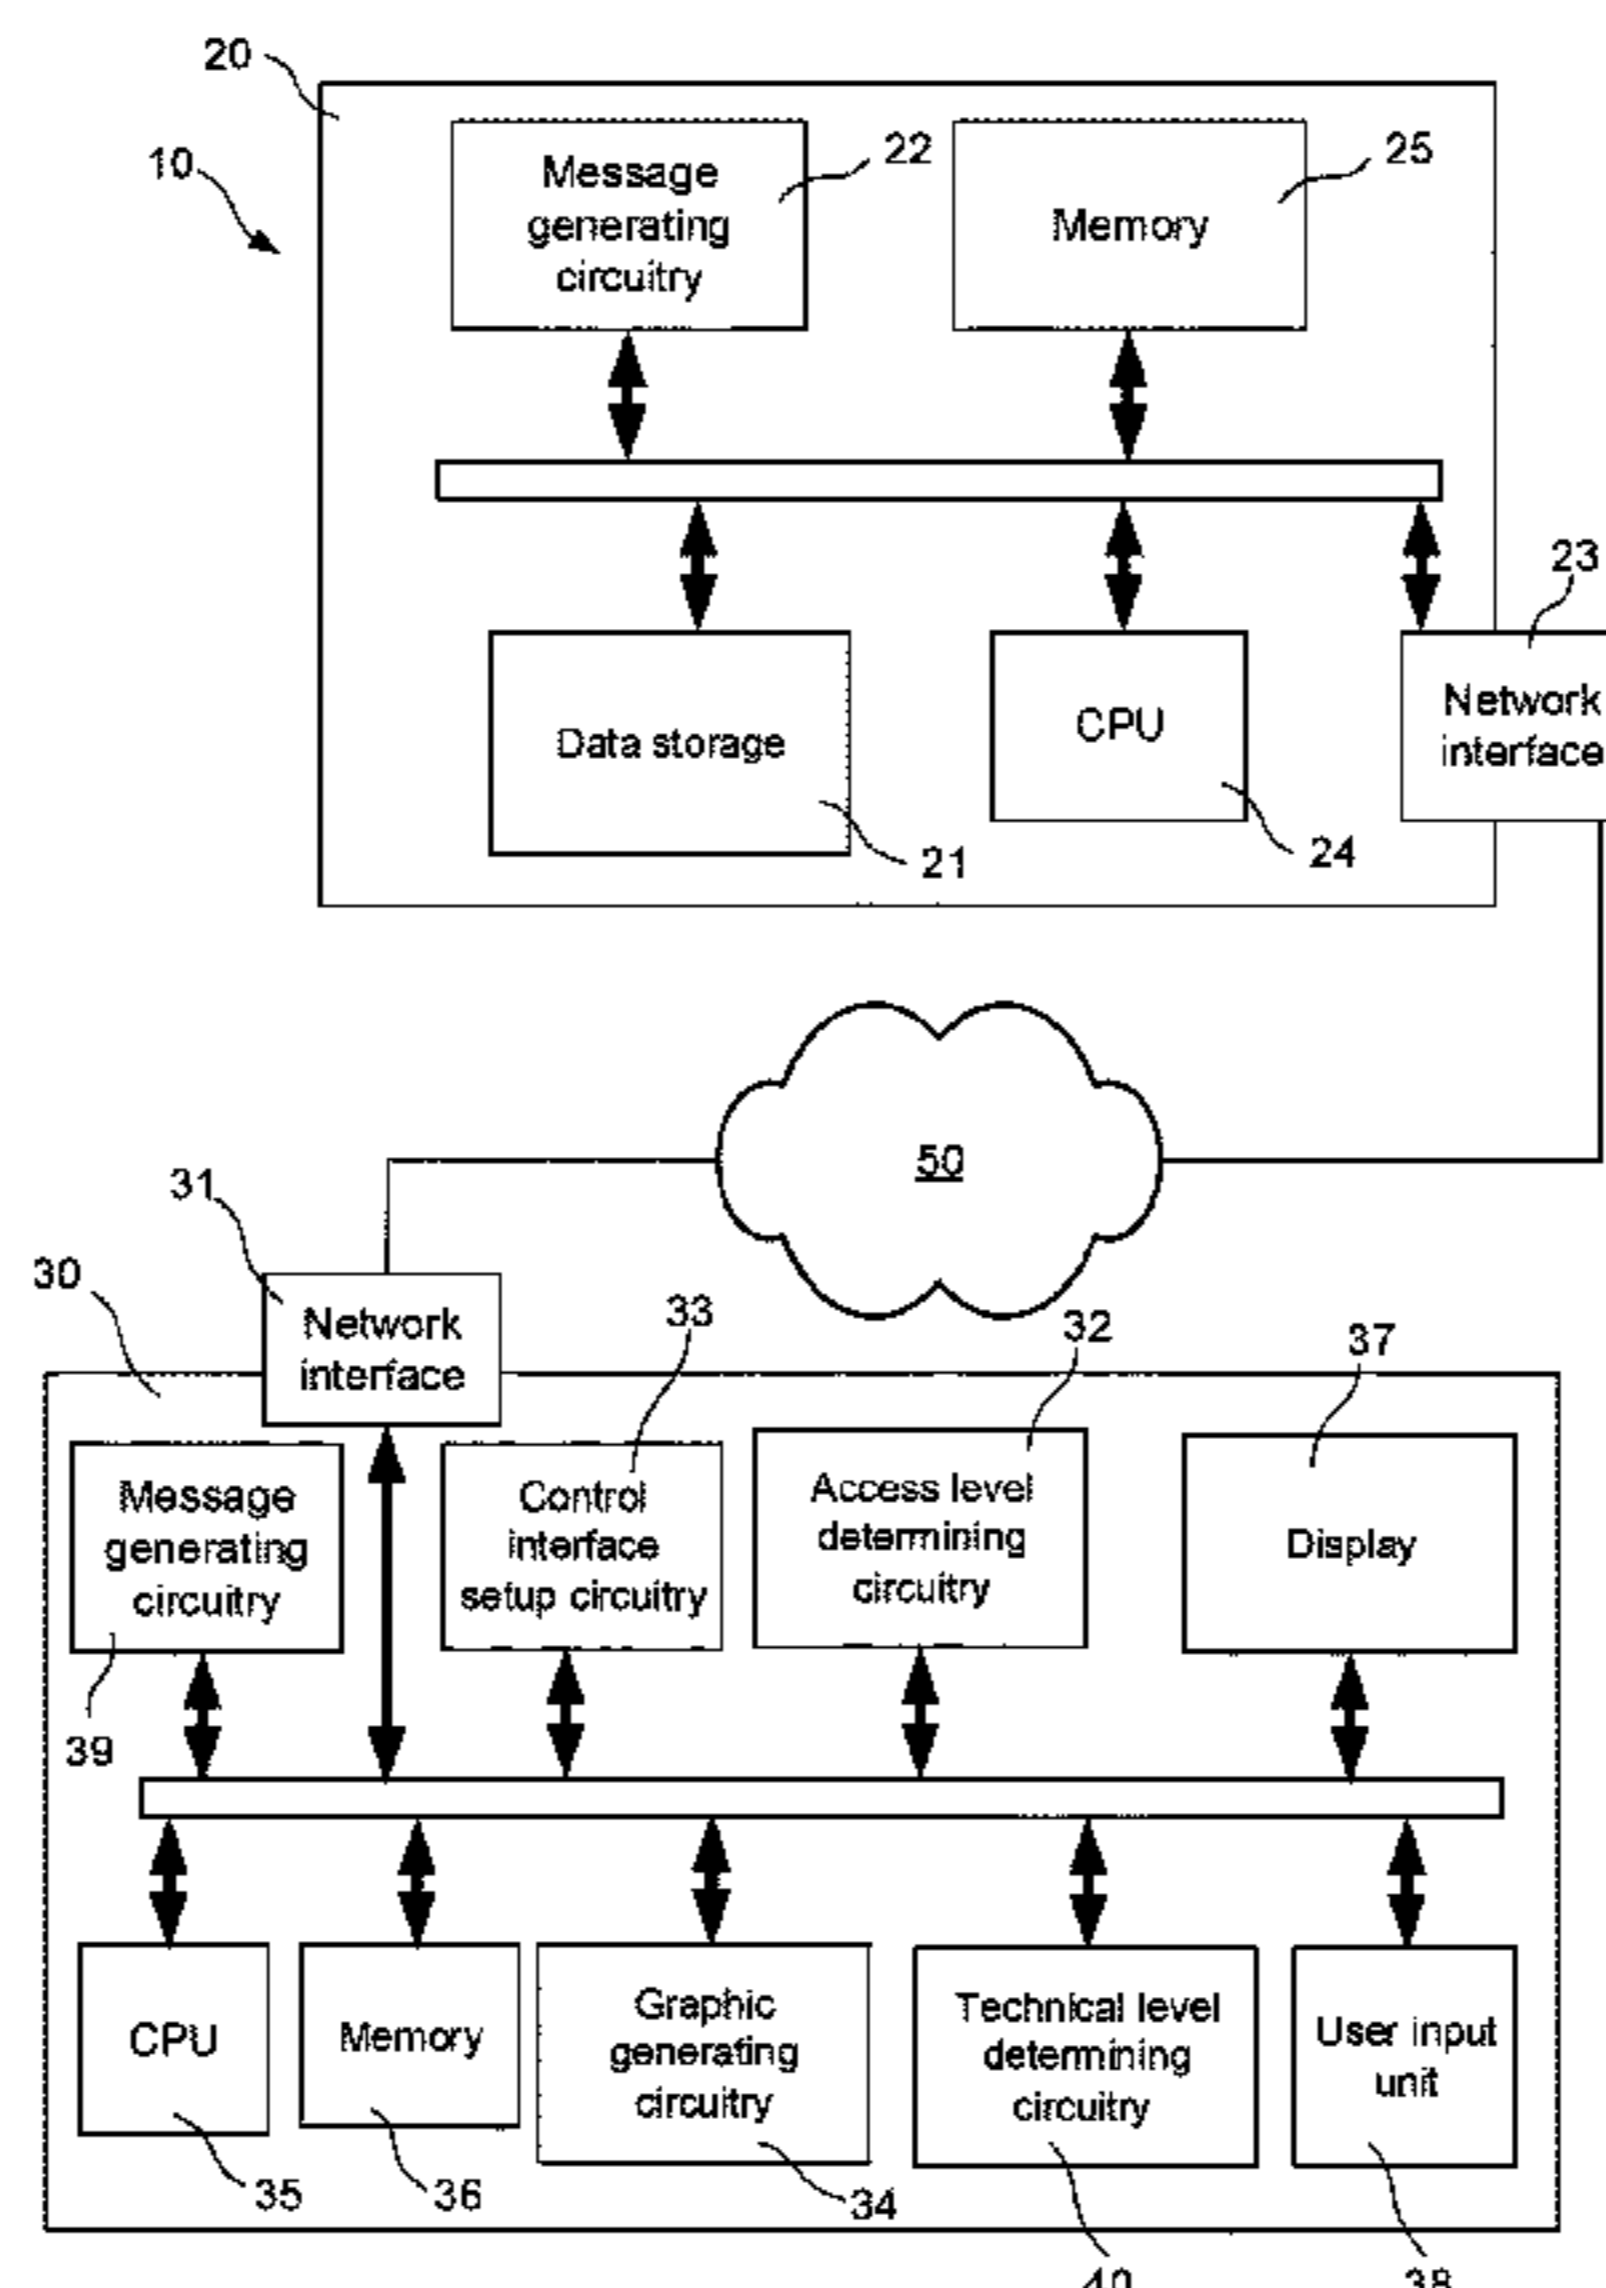 20
10
Message
generating
circuitry
22
Memory
25
23
Data storage
21
CPU
24
Network
interface
50
31
30
Network
interface
33
32
37
Message
generating
circuitry
39
Control
interface
setup circuitry
Access level
determining
circuitry
Display
CPU
35
Memory
36
Graphic
generating
circuitry
34
Technical level
determining
circuitry
40
User input
unit
38